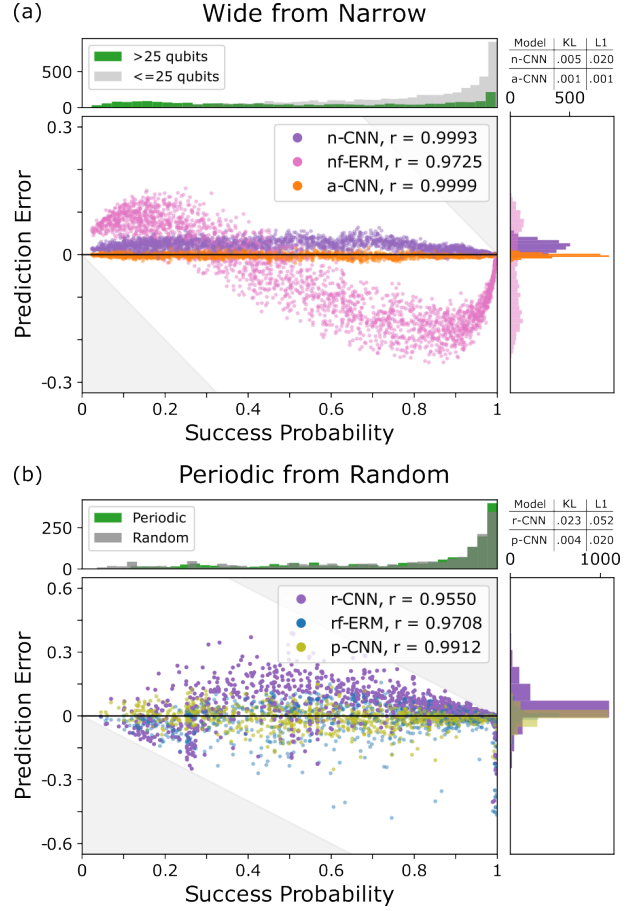 (a) Wide from Narrow
>25 qubits
<=25 qubits
500
0
Model KL L1
n-CNN .005 .020
a-CNN .001 .001
0 500
0.3
0
-0.3
Prediction Error
n-CNN, r = 0.9993
nf-ERM, r = 0.9725
a-CNN, r = 0.9999
0 0.2 0.4 0.6 0.8 1
Success Probability
(b) Periodic from Random
Periodic
Random
250
0
Model KL L1
r-CNN .023 .052
p-CNN .004 .020
0 1000
0.6
0.3
0
-0.3
-0.6
Prediction Error
r-CNN, r = 0.9550
rf-ERM, r = 0.9708
p-CNN, r = 0.9912
0 0.2 0.4 0.6 0.8 1
Success Probability